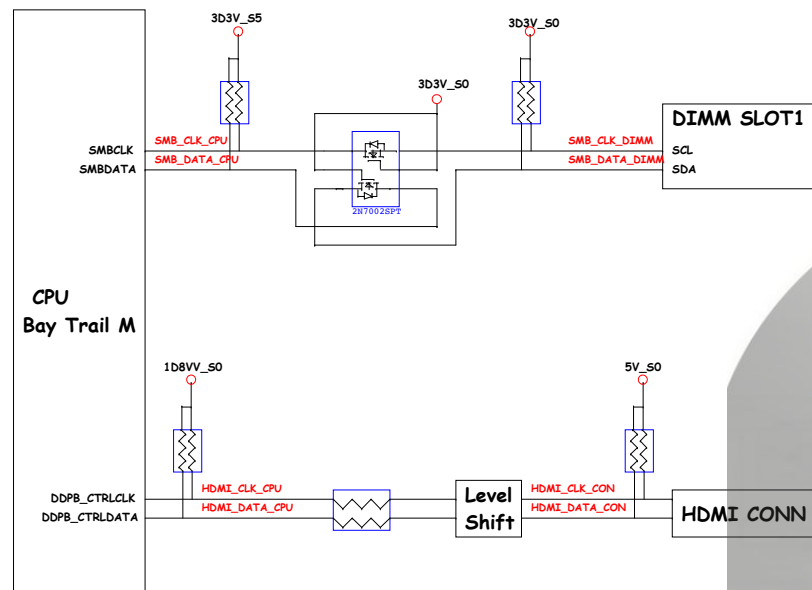 3D3V_S5
3D3V_S0
3D3V_S0
DIMM SLOT1
SMBCLK
SMB_CLK_CPU
SMB_CLK_DIMM
SCL
SMBDATA
SMB_DATA_CPU
SMB_DATA_DIMM
SDA
2N7002SPT
CPU
Bay Trail M
1D8VV_S0
5V_S0
DDPB_CTRLCLK
HDMI_CLK_CPU
Level
Shift
HDMI_CLK_CON
DDPB_CTRLDATA
HDMI_DATA_CPU
HDMI_DATA_CON
HDMI CONN